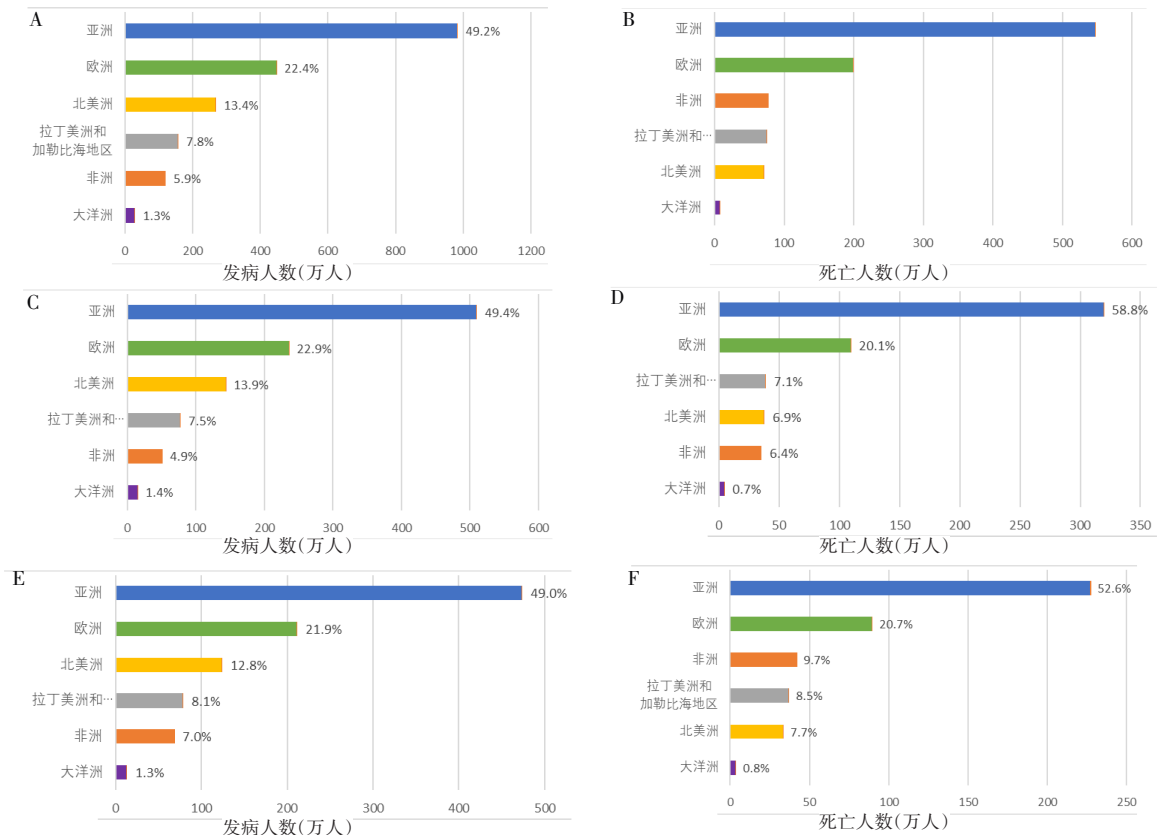 A
亚洲
49.2%
欧洲
22.4%
北美洲
13.4%
拉丁美洲和
加勒比海地区
7.8%
非洲
5.9%
大洋洲
1.3%
0 200 400 600 800 1000 1200
发病人数(万人)
B
亚洲
欧洲
非洲
拉丁美洲和…
北美洲
大洋洲
0 100 200 300 400 500 600
死亡人数(万人)
C
亚洲
49.4%
欧洲
22.9%
北美洲
13.9%
拉丁美洲和…
7.5%
非洲
4.9%
大洋洲
1.4%
0 100 200 300 400 500 600
发病人数(万人)
D
亚洲
58.8%
欧洲
20.1%
拉丁美洲和…
7.1%
北美洲
6.9%
非洲
6.4%
大洋洲
0.7%
0 50 100 150 200 250 300 350
死亡人数(万人)
E
亚洲
49.0%
欧洲
21.9%
北美洲
12.8%
拉丁美洲和…
8.1%
非洲
7.0%
大洋洲
1.3%
0 100 200 300 400 500
发病人数(万人)
F
亚洲
52.6%
欧洲
20.7%
非洲
9.7%
拉丁美洲和
加勒比海地区
8.5%
北美洲
7.7%
大洋洲
0.8%
0 50 100 150 200 250
死亡人数(万人)